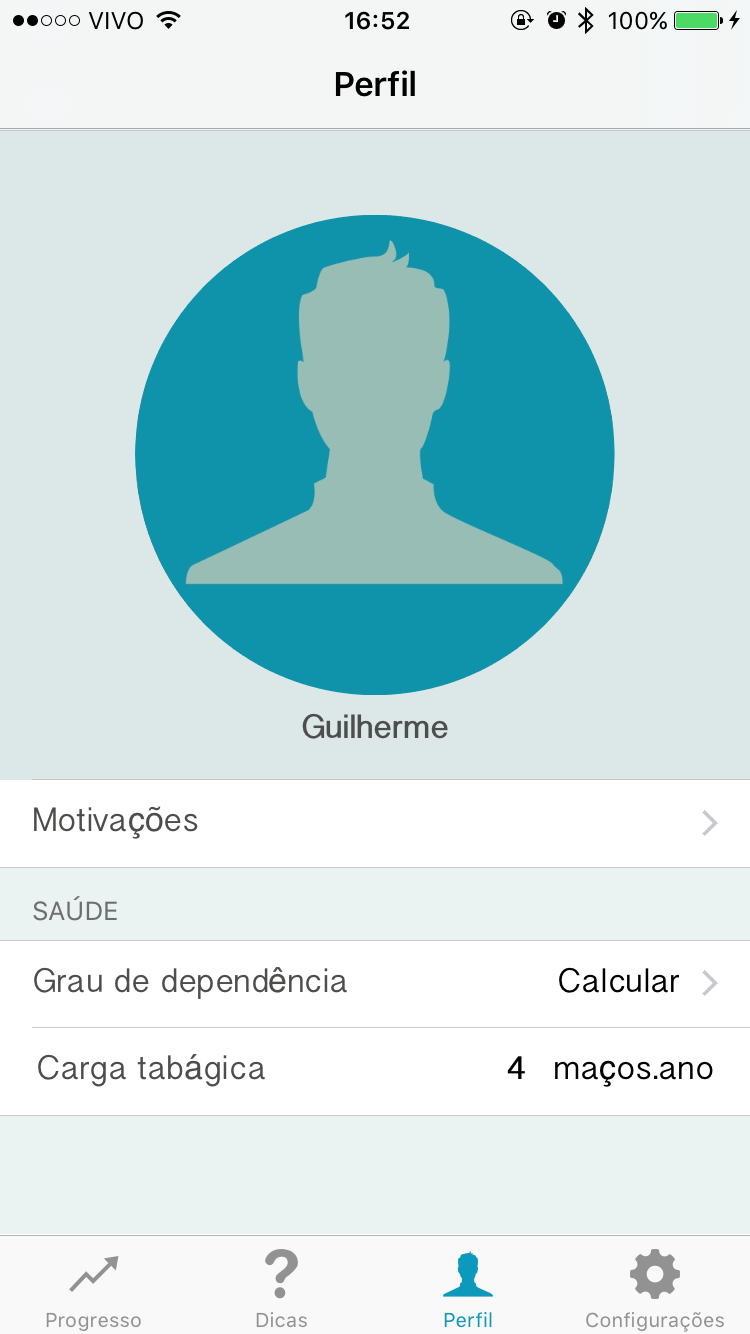 VIVO 16:52 100%
Perfil
Guilherme
Motivações
SAÚDE
Grau de dependência Calcular
Carga tabágica 4 maços.ano
Progresso Dicas Perfil Configurações